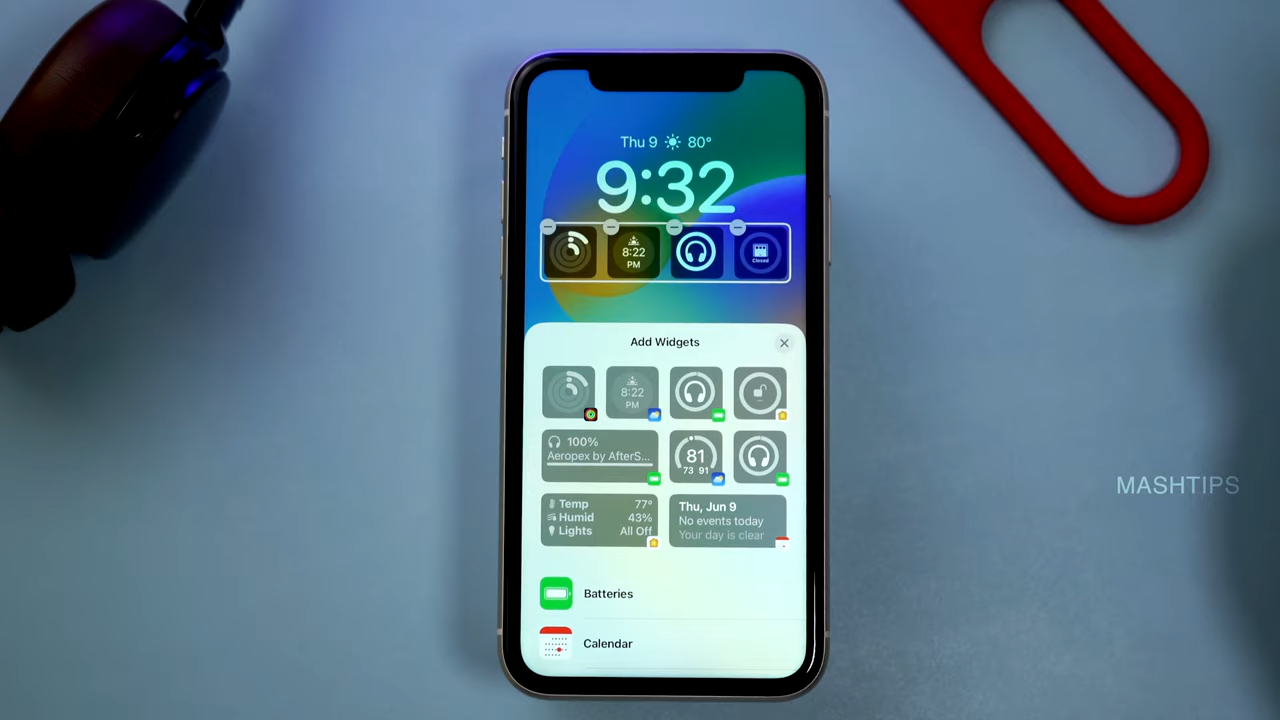 Thu 9 80°
9:32
8:22
PM
Closed
Add Widgets
8:22
PM
100%
Aeropex by AfterS...
81
73 91
Temp 77°
Humid 43%
Lights All Off
Thu, Jun 9
No events today
Your day is clear
Batteries
Calendar
MASHTIPS